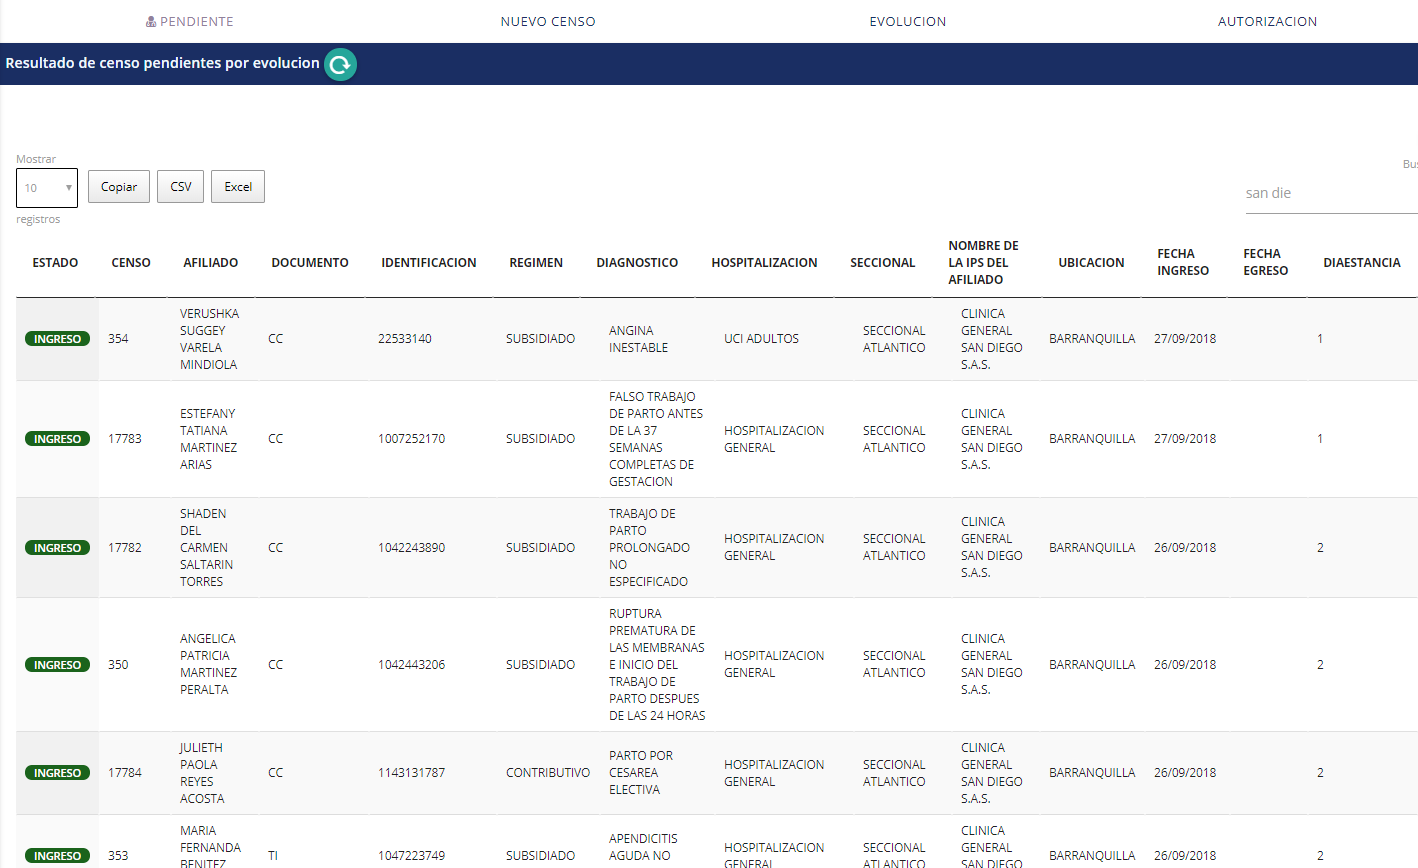 PENDIENTE
NUEVO CENSO
EVOLUCION
AUTORIZACION
Resultado de censo pendientes por evolucion
Mostrar
10
Copiar
CSV
Excel
registros
Bus
san die
ESTADO
CENSO
AFILIADO
DOCUMENTO
IDENTIFICACION
REGIMEN
DIAGNOSTICO
HOSPITALIZACION
SECCIONAL
NOMBRE DE
LA IPS DEL
AFILIADO
UBICACION
FECHA
INGRESO
FECHA
EGRESO
DIAESTANCIA
INGRESO
354
VERUSHKA
SUGGEY
VARELA
MINDIOLA
CC
22533140
SUBSIDIADO
ANGINA
INESTABLE
UCI ADULTOS
SECCIONAL
ATLANTICO
CLINICA
GENERAL
SAN DIEGO
S.A.S.
BARRANQUILLA
27/09/2018
1
INGRESO
17783
ESTEFANY
TATIANA
MARTINEZ
ARIAS
CC
1007252170
SUBSIDIADO
FALSO TRABAJO
DE PARTO ANTES
DE LA 37
SEMANAS
COMPLETAS DE
GESTACION
HOSPITALIZACION
GENERAL
SECCIONAL
ATLANTICO
CLINICA
GENERAL
SAN DIEGO
S.A.S.
BARRANQUILLA
27/09/2018
1
INGRESO
17782
SHADEN
DEL
CARMEN
SALTARIN
TORRES
CC
1042243890
SUBSIDIADO
TRABAJO DE
PARTO
PROLONGADO
NO
ESPECIFICADO
HOSPITALIZACION
GENERAL
SECCIONAL
ATLANTICO
CLINICA
GENERAL
SAN DIEGO
S.A.S.
BARRANQUILLA
26/09/2018
2
INGRESO
350
ANGELICA
PATRICIA
MARTINEZ
PERALTA
CC
1042443206
SUBSIDIADO
RUPTURA
PREMATURA DE
LAS MEMBRANAS
E INICIO DEL
TRABAJO DE
PARTO DESPUES
DE LAS 24 HORAS
HOSPITALIZACION
GENERAL
SECCIONAL
ATLANTICO
CLINICA
GENERAL
SAN DIEGO
S.A.S.
BARRANQUILLA
26/09/2018
2
INGRESO
17784
JULIETH
PAOLA
REYES
ACOSTA
CC
1143131787
CONTRIBUTIVO
PARTO POR
CESAREA
ELECTIVA
HOSPITALIZACION
GENERAL
SECCIONAL
ATLANTICO
CLINICA
GENERAL
SAN DIEGO
S.A.S.
BARRANQUILLA
26/09/2018
2
INGRESO
353
MARIA
FERNANDA
BENITEZ
TI
1047223749
SUBSIDIADO
APENDICITIS
AGUDA NO
HOSPITALIZACION
GENERAL
SECCIONAL
ATLANTICO
CLINICA
GENERAL
SAN DIEGO
BARRANQUILLA
26/09/2018
2